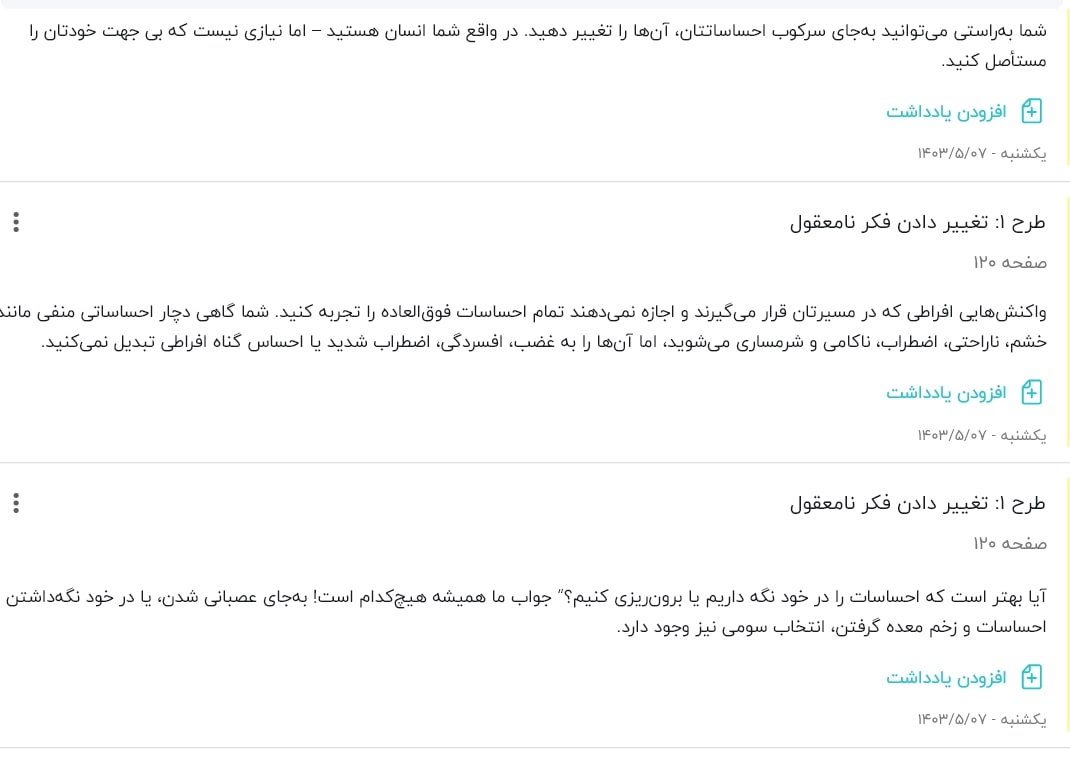 شما به‌راستی می‌توانید به‌جای سرکوب احساساتتان، آن‌ها را تغییر دهید. در واقع شما انسان هستید – اما نیازی نیست که بی جهت خودتان را
مستأصل کنید.
افزودن یادداشت
یکشنبه - ۱۴۰۳/۵/۰۷
طرح ۱: تغییر دادن فکر نامعقول
صفحه ۱۲۰
واکنش‌هایی افراطی که در مسیرتان قرار می‌گیرند و اجازه نمی‌دهند تمام احساسات فوق‌العاده را تجربه کنید. شما گاهی دچار احساساتی منفی مانند
خشم، ناراحتی، اضطراب، ناکامی و شرمساری می‌شوید، اما آن‌ها را به غضب، افسردگی، اضطراب شدید یا احساس گناه افراطی تبدیل نمی‌کنید.
افزودن یادداشت
یکشنبه - ۱۴۰۳/۵/۰۷
طرح ۱: تغییر دادن فکر نامعقول
صفحه ۱۲۰
آیا بهتر است که احساسات را در خود نگه داریم یا برون‌ریزی کنیم؟" جواب ما همیشه هیچ‌کدام است! به‌جای عصبانی شدن، یا در خود نگه‌داشتن
احساسات و زخم معده گرفتن، انتخاب سومی نیز وجود دارد.
افزودن یادداشت
یکشنبه - ۱۴۰۳/۵/۰۷